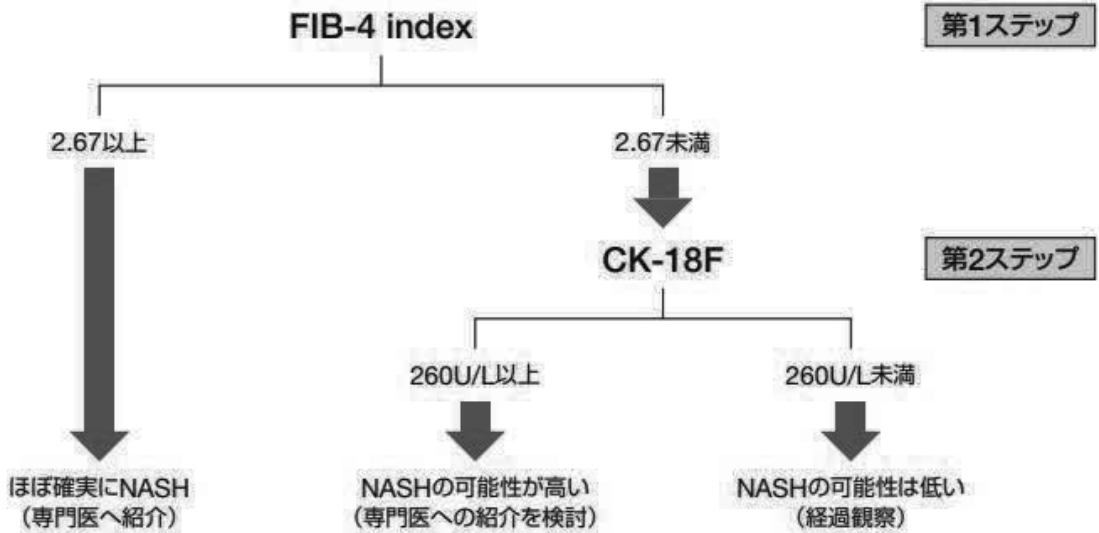 FIB-4 index
第1ステップ
2.67以上
2.67未満
CK-18F
第2ステップ
260U/L以上
260U/L未満
ほぼ確実にNASH
(専門医へ紹介)
NASHの可能性が高い
(専門医への紹介を検討)
NASHの可能性は低い
(経過観察)